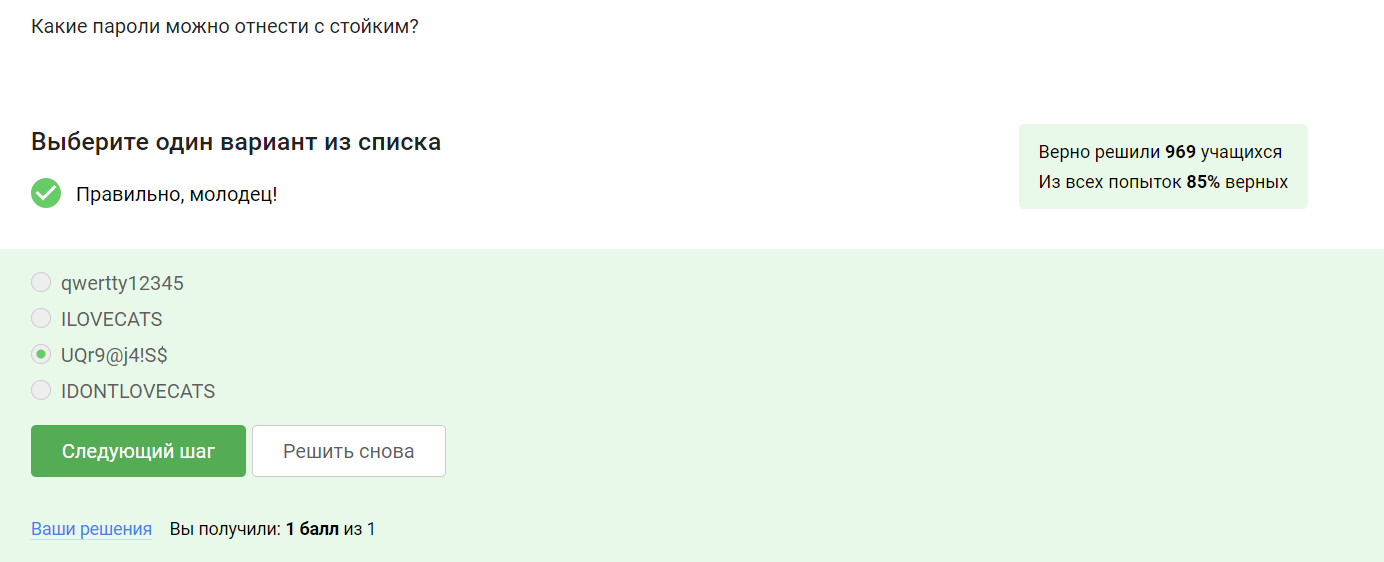 Какие пароли можно отнести с стойким?
Выберите один вариант из списка
Правильно, молодец!
Верно решили 969 учащихся
Из всех попыток 85% верных
qwertty12345
ILOVECATS
UQr9@j4!S$
IDONTLOVECATS
Следующий шаг
Решить снова
Ваши решения Вы получили: 1 балл из 1